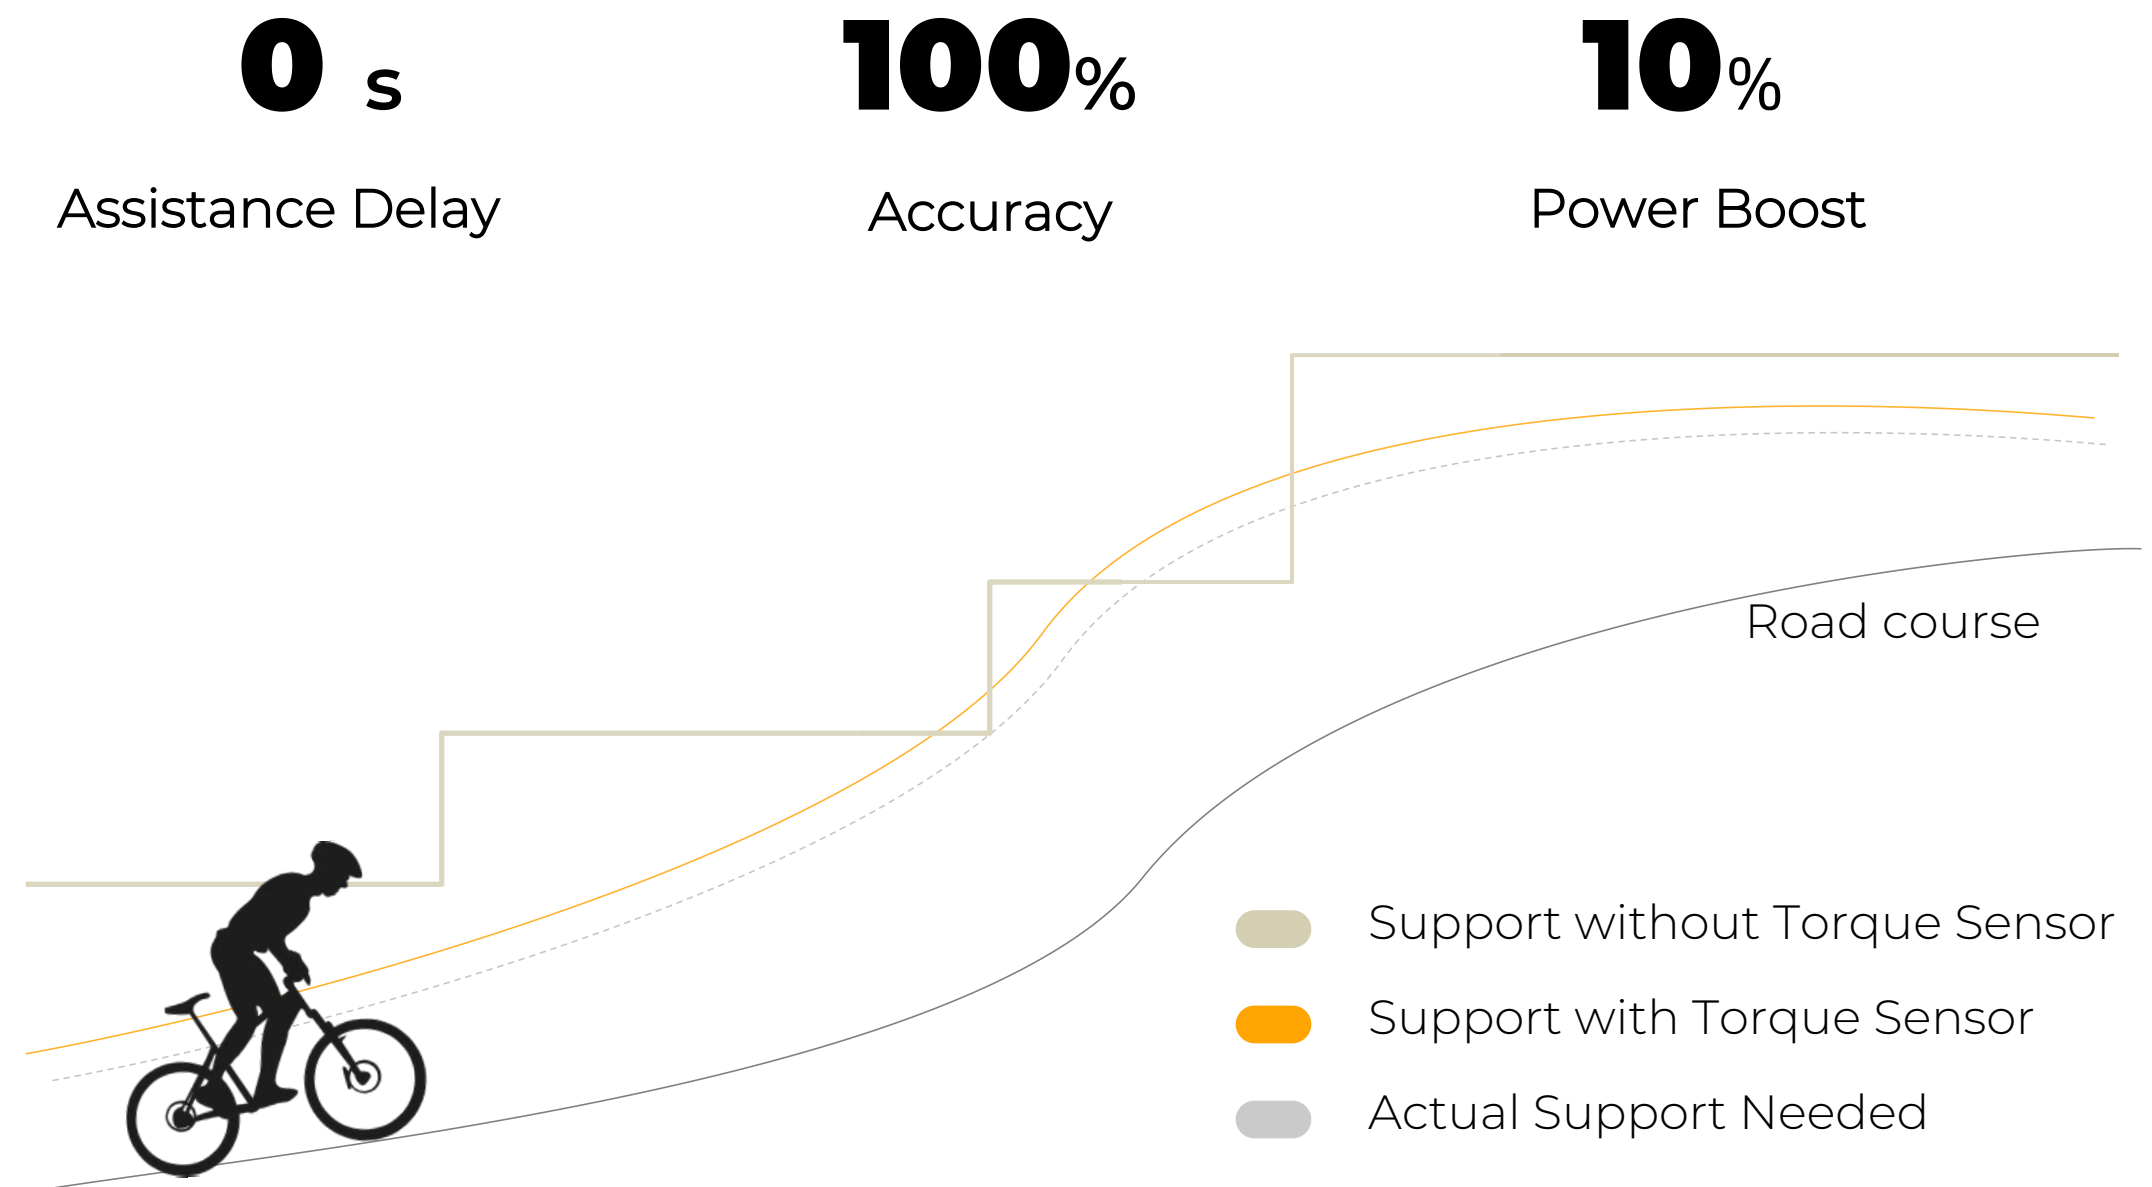 0 s
100%
10%
Assistance Delay
Accuracy
Power Boost
Road course
Support without Torque Sensor
Support with Torque Sensor
Actual Support Needed